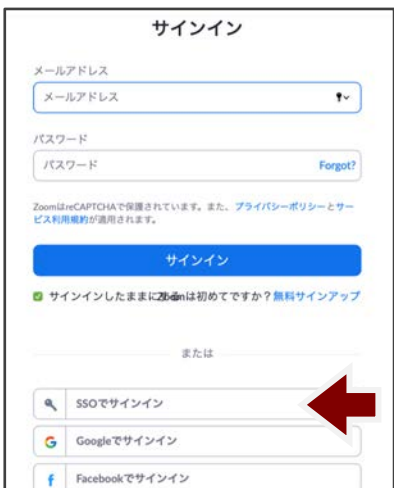 サインイン
メールアドレス
メールアドレス
パスワード
パスワード Forgot?
ZoomはreCAPTCHAで保護されています。また、プライバシーポリシーとサー
ビス利用規約が適用されます。
サインイン
サインインしたままにする Zoomは初めてですか？無料サインアップ
または
SSOでサインイン
Googleでサインイン
Facebookでサインイン